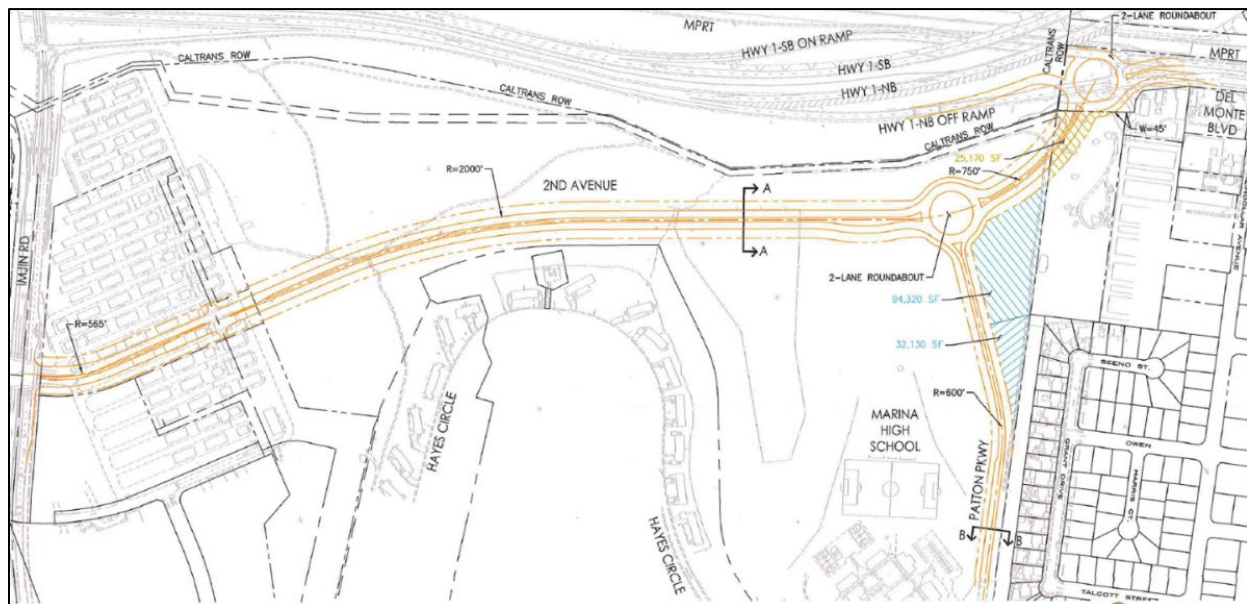 2-LANE ROUNDABOUT
MPRT
HWY 1-SB ON RAMP
CALTRANS
ROW
MPRT
CALTRANS ROW
HWY 1-SB
HWY 1-NB
CALTRANS ROW
DEL
MONTE
BLVD
HWY 1-NB OFF RAMP
W=45'
CALTRANS ROW
25,170 SF
R=750'
R=2000'
2ND AVENUE
A
A
IMJIN RD
2-LANE ROUNDABOUT
94,320 SF
R=565'
32,130 SF
SEENO ST.
R=600'
HAYES CIRCLE
MARINA
HIGH
SCHOOL
PATTON PKWY
GRANT DRIVE
OWEN
HARRIS CT.
HAYES CIRCLE
B
B
TALCOTT STREET